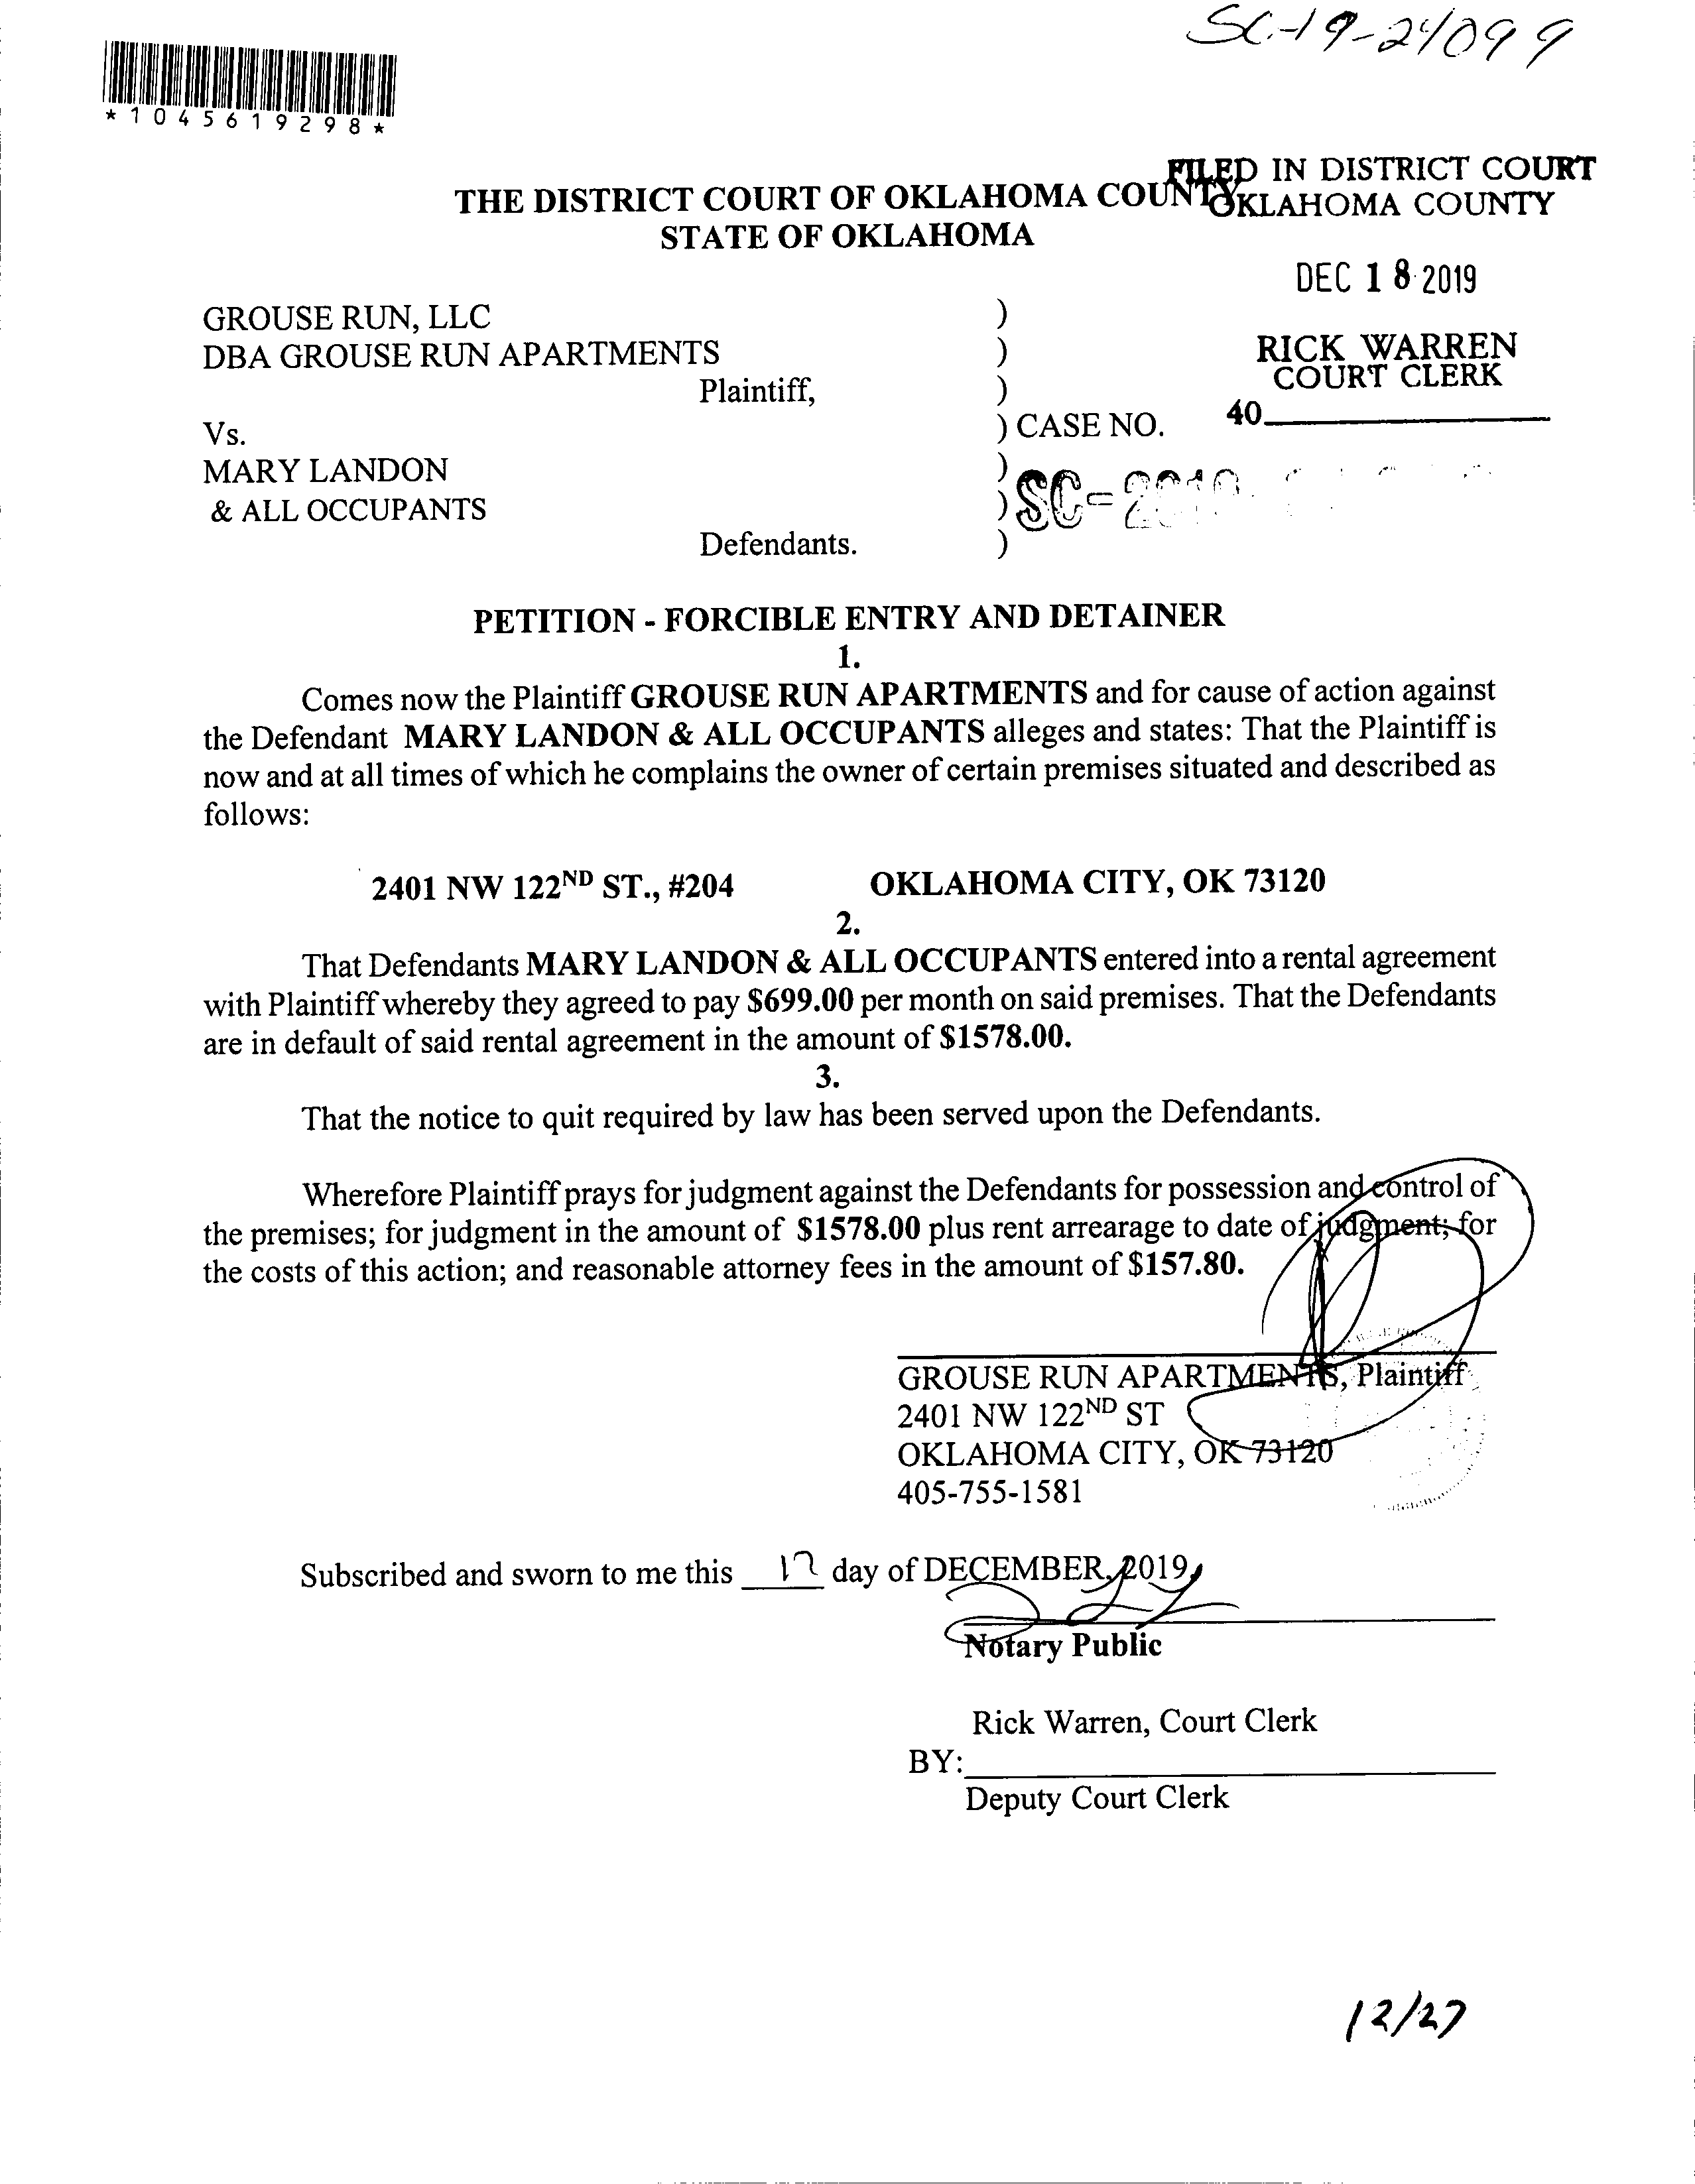 SC-19-24099
*1045619298*
FILED IN DISTRICT COURT
OKLAHOMA COUNTY
THE DISTRICT COURT OF OKLAHOMA COUNTY
STATE OF OKLAHOMA
DEC 18 2019
GROUSE RUN, LLC )
DBA GROUSE RUN APARTMENTS )
RICK WARREN
COURT CLERK
Plaintiff, )
40
Vs. ) CASE NO.
MARY LANDON )
& ALL OCCUPANTS ) SC-2019-
Defendants. )
PETITION - FORCIBLE ENTRY AND DETAINER
1.
Comes now the Plaintiff GROUSE RUN APARTMENTS and for cause of action against
the Defendant MARY LANDON & ALL OCCUPANTS alleges and states: That the Plaintiff is
now and at all times of which he complains the owner of certain premises situated and described as
follows:
2401 NW 122ND ST., #204 OKLAHOMA CITY, OK 73120
2.
That Defendants MARY LANDON & ALL OCCUPANTS entered into a rental agreement
with Plaintiff whereby they agreed to pay $699.00 per month on said premises. That the Defendants
are in default of said rental agreement in the amount of $1578.00.
3.
That the notice to quit required by law has been served upon the Defendants.
Wherefore Plaintiff prays for judgment against the Defendants for possession and control of
the premises; for judgment in the amount of $1578.00 plus rent arrearage to date of judgment; for
the costs of this action; and reasonable attorney fees in the amount of $157.80.
GROUSE RUN APARTMENTS, Plaintiff
2401 NW 122ND ST
OKLAHOMA CITY, OK 73120
405-755-1581
Subscribed and sworn to me this 17 day of DECEMBER, 2019,
Notary Public
Rick Warren, Court Clerk
BY:
Deputy Court Clerk
12/27